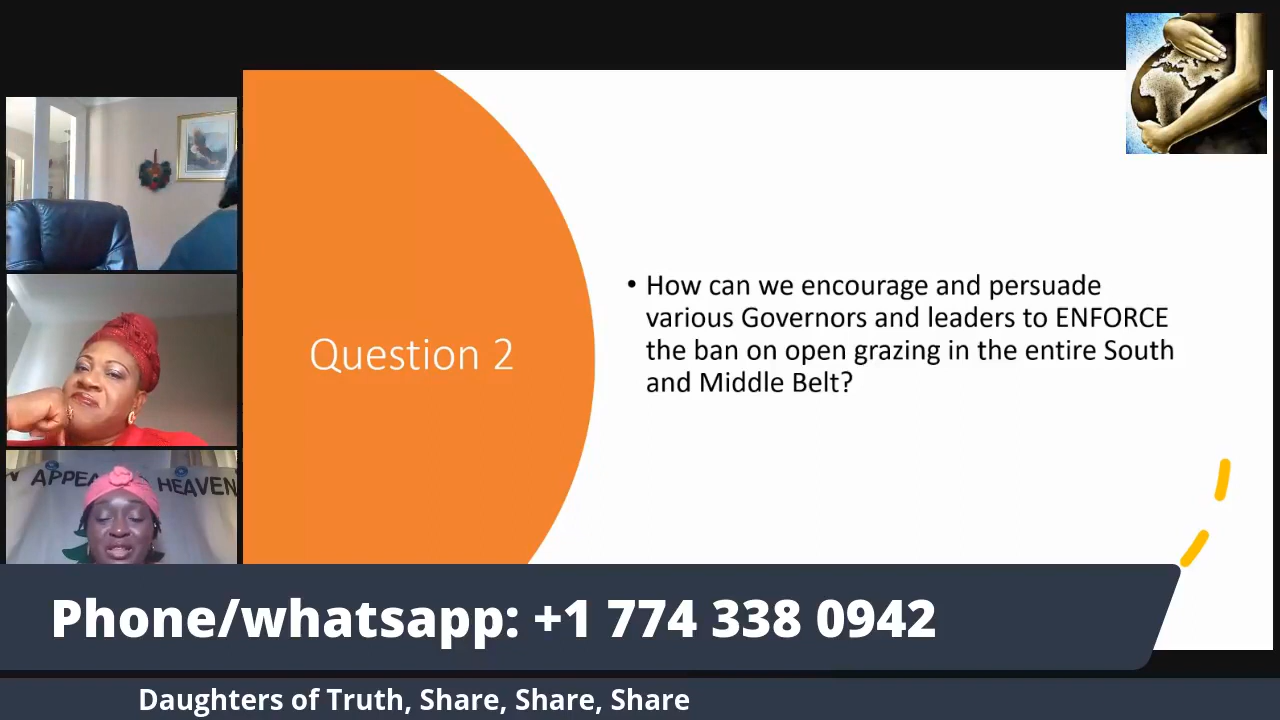 Question 2
• How can we encourage and persuade
various Governors and leaders to ENFORCE
the ban on open grazing in the entire South
and Middle Belt?
APPEA
HEAVEN
Phone/whatsapp: +1 774 338 0942
Daughters of Truth, Share, Share, Share